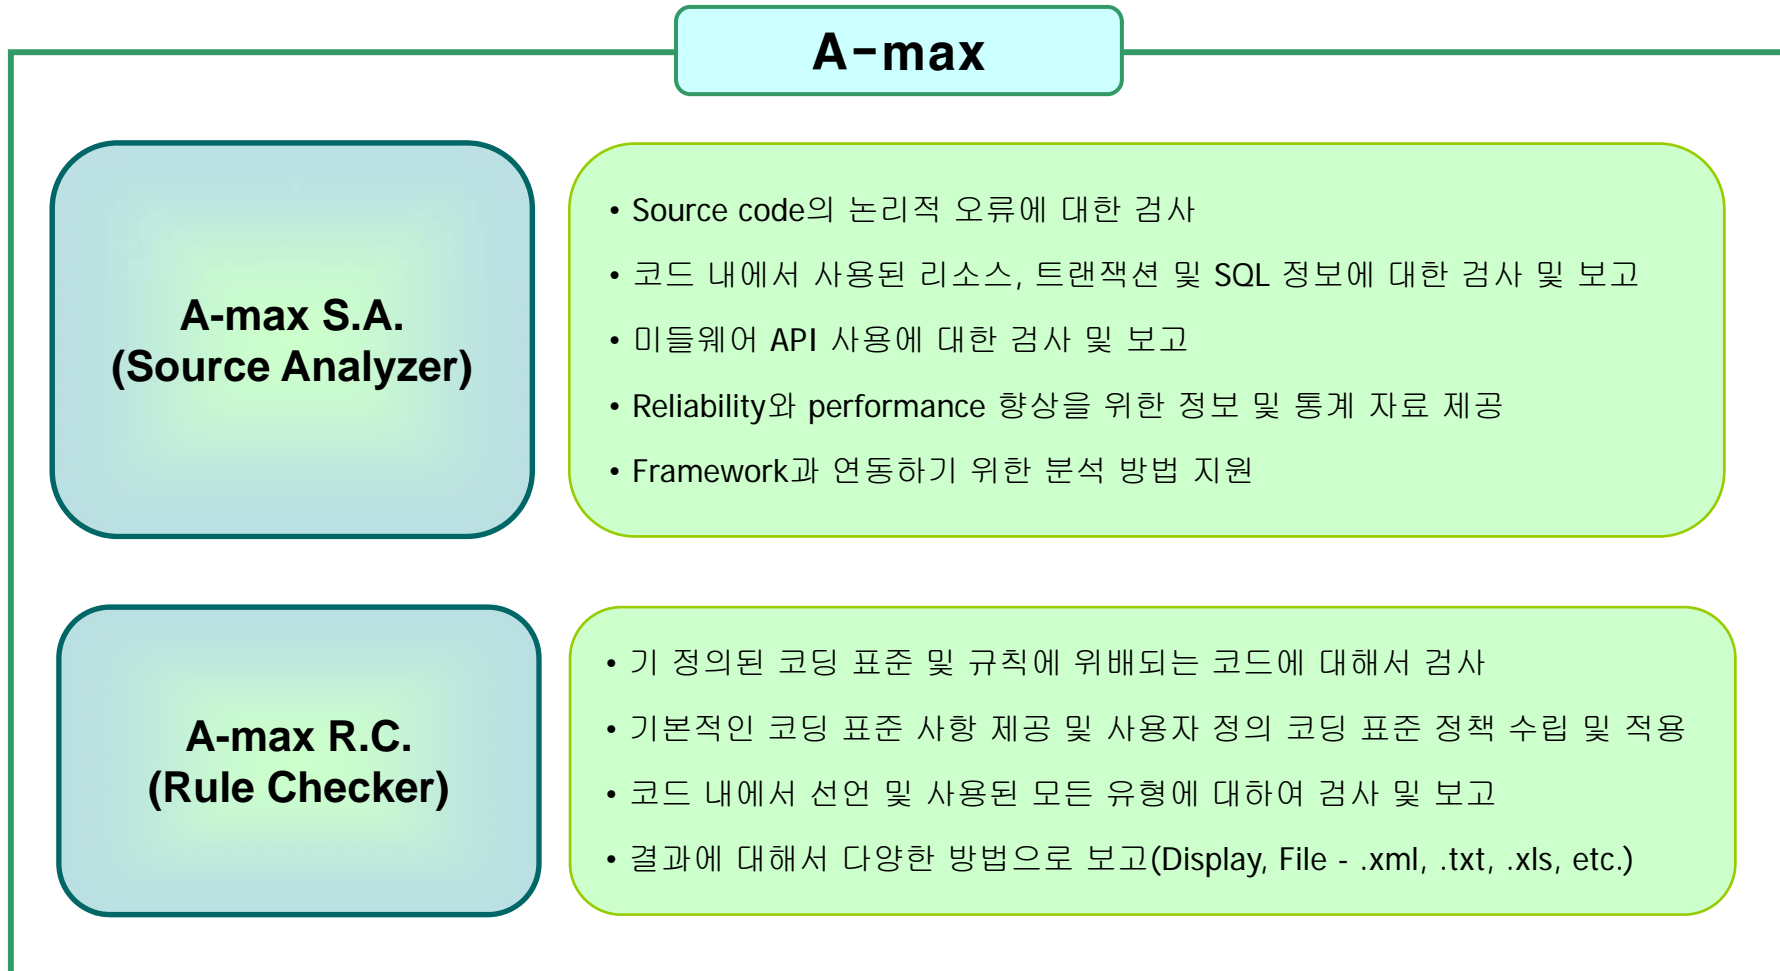 A-max
A-max S.A.
(Source Analyzer)
• Source code의 논리적 오류에 대한 검사
• 코드 내에서 사용된 리소스, 트랜잭션 및 SQL 정보에 대한 검사 및 보고
• 미들웨어 API 사용에 대한 검사 및 보고
• Reliability와 performance 향상을 위한 정보 및 통계 자료 제공
• Framework과 연동하기 위한 분석 방법 지원
A-max R.C.
(Rule Checker)
• 기 정의된 코딩 표준 및 규칙에 위배되는 코드에 대해서 검사
• 기본적인 코딩 표준 사항 제공 및 사용자 정의 코딩 표준 정책 수립 및 적용
• 코드 내에서 선언 및 사용된 모든 유형에 대하여 검사 및 보고
• 결과에 대해서 다양한 방법으로 보고(Display, File - .xml, .txt, .xls, etc.)